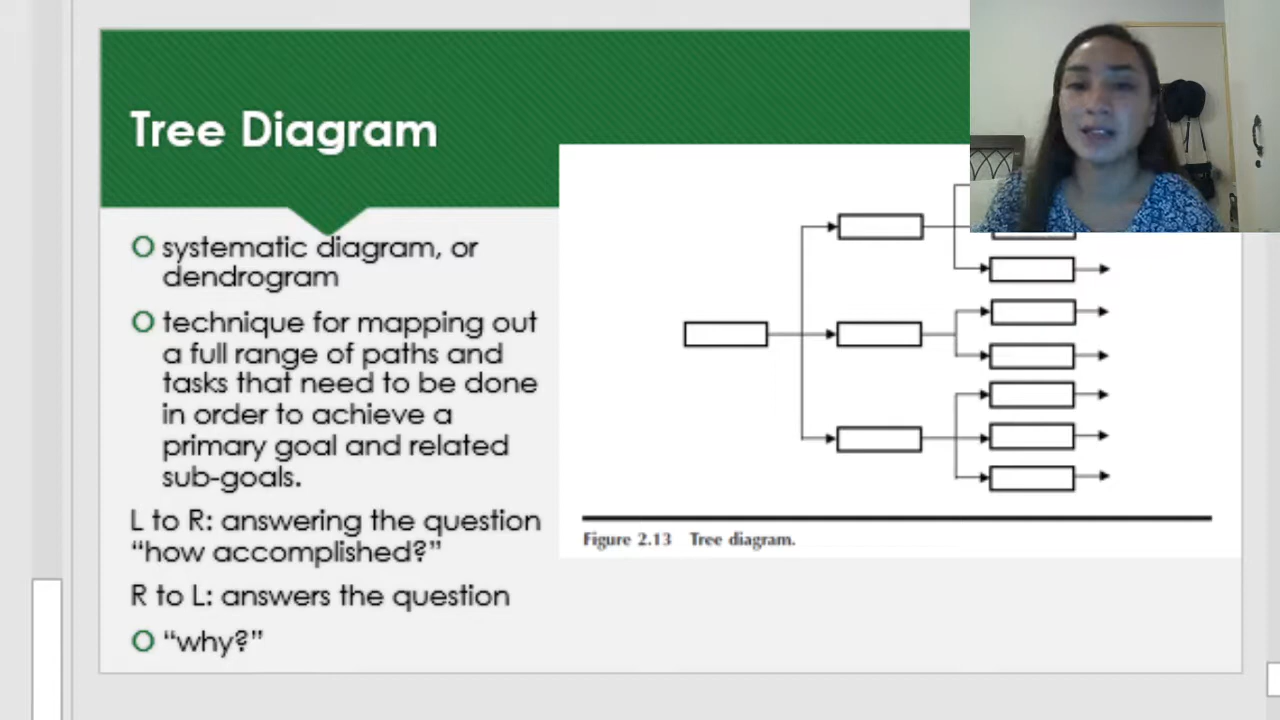 Tree Diagram
systematic diagram, or
dendrogram
technique for mapping out
a full range of paths and
tasks that need to be done
in order to achieve a
primary goal and related
sub-goals.
L to R: answering the question
“how accomplished?”
R to L: answers the question
“why?”
Figure 2.13 Tree diagram.